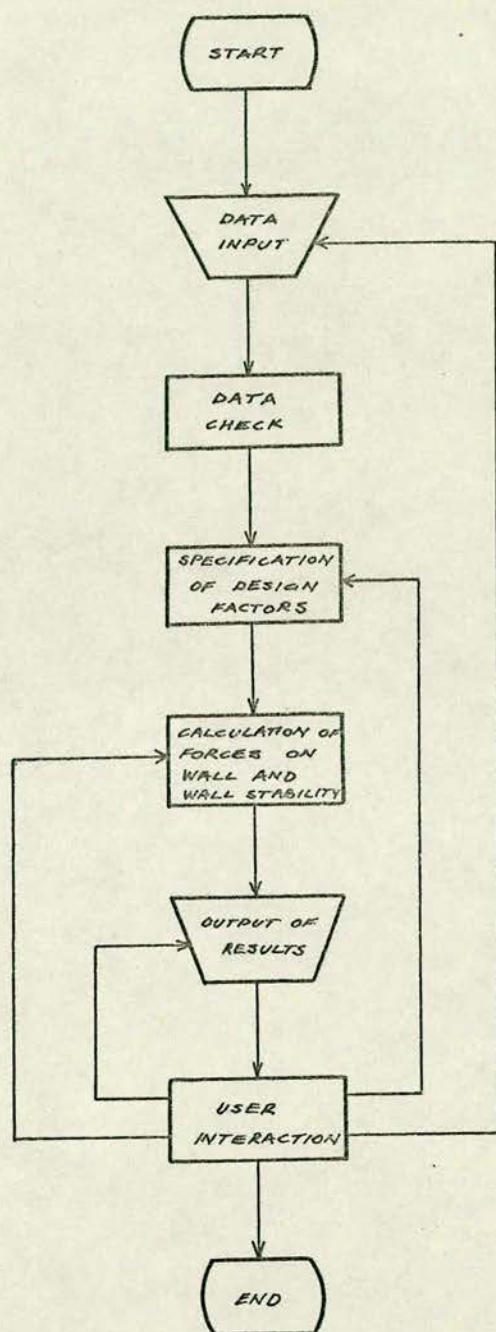 START
DATA
INPUT
DATA
CHECK
SPECIFICATION
OF DESIGN
FACTORS
CALCULATION OF
FORCES ON
WALL AND
WALL STABILITY
OUTPUT OF
RESULTS
USER
INTERACTION
END